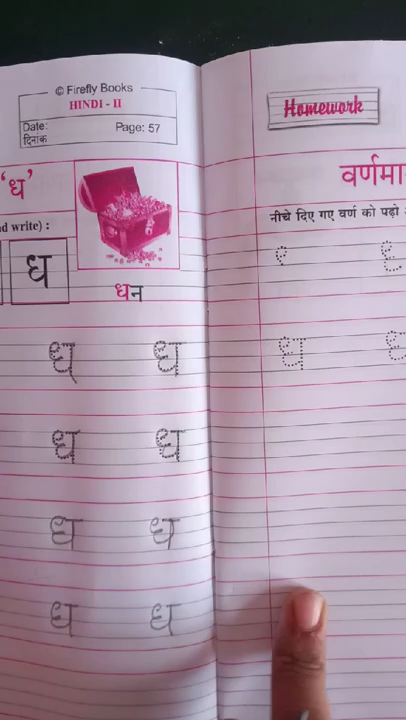 © Firefly Books
HINDI - II
Date:
दिनांक
Page: 57
'ध'
nd write) :
ध
धन
ध ध
ध ध
ध ध
ध ध
Homework
वर्णमा
नीचे दिए गए वर्ण को पढ़ो
ध